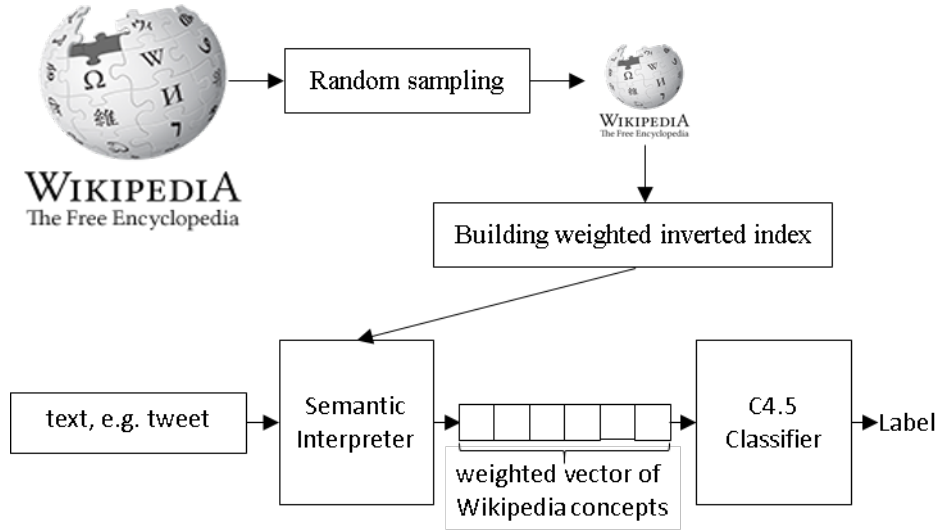 Random sampling
WIKIPEDIA
The Free Encyclopedia
WIKIPEDIA
The Free Encyclopedia
Building weighted inverted index
text, e.g. tweet
Semantic
Interpreter
C4.5
Classifier
Label
weighted vector of
Wikipedia concepts